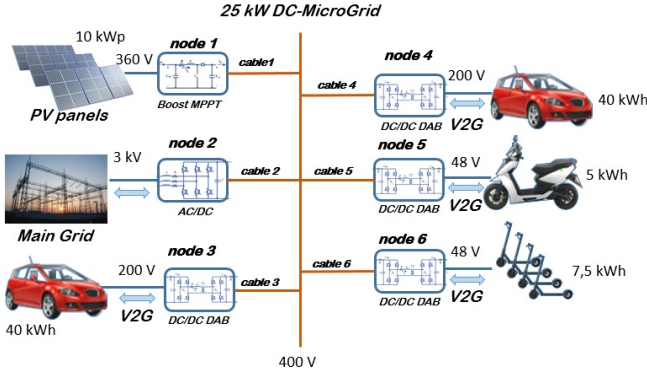 25 kW DC-MicroGrid
10 kWp
360 V
node 1
cable1
Boost MPPT
PV panels
node 4
cable 4
200 V
40 kWh
DC/DC DAB
V2G
3 kV
node 2
cable 2
AC/DC
Main Grid
node 5
cable 5
48 V
5 kWh
DC/DC DAB
V2G
200 V
node 3
cable 3
V2G
DC/DC DAB
40 kWh
node 6
cable 6
48 V
7,5 kWh
DC/DC DAB
V2G
400 V